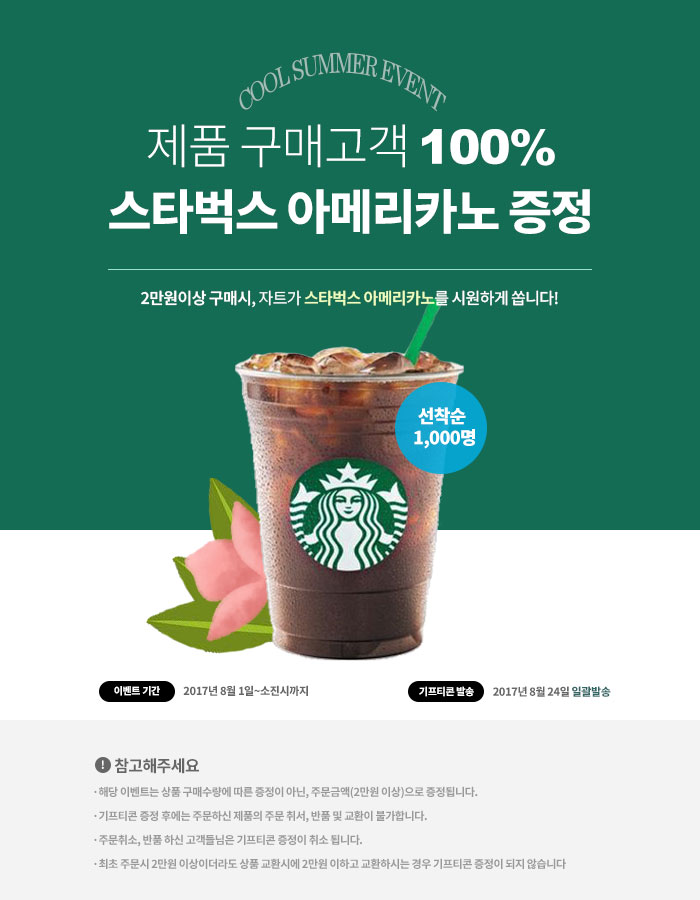 COOL SUMMER EVENT
제품 구매고객 100%
스타벅스 아메리카노 증정
2만원이상 구매시, 자트가 스타벅스 아메리카노를 시원하게 쏩니다!
선착순
1,000명
이벤트 기간 2017년 8월 1일~소진시까지
기프티콘 발송 2017년 8월 24일 일괄발송
! 참고해주세요
· 해당 이벤트는 상품 구매수량에 따른 증정이 아닌, 주문금액(2만원 이상)으로 증정됩니다.
· 기프티콘 증정 후에는 주문하신 제품의 주문 취서, 반품 및 교환이 불가합니다.
· 주문취소, 반품 하신 고객들님은 기프티콘 증정이 취소 됩니다.
· 최초 주문시 2만원 이상이더라도 상품 교환시에 2만원 이하고 교환하시는 경우 기프티콘 증정이 되지 않습니다